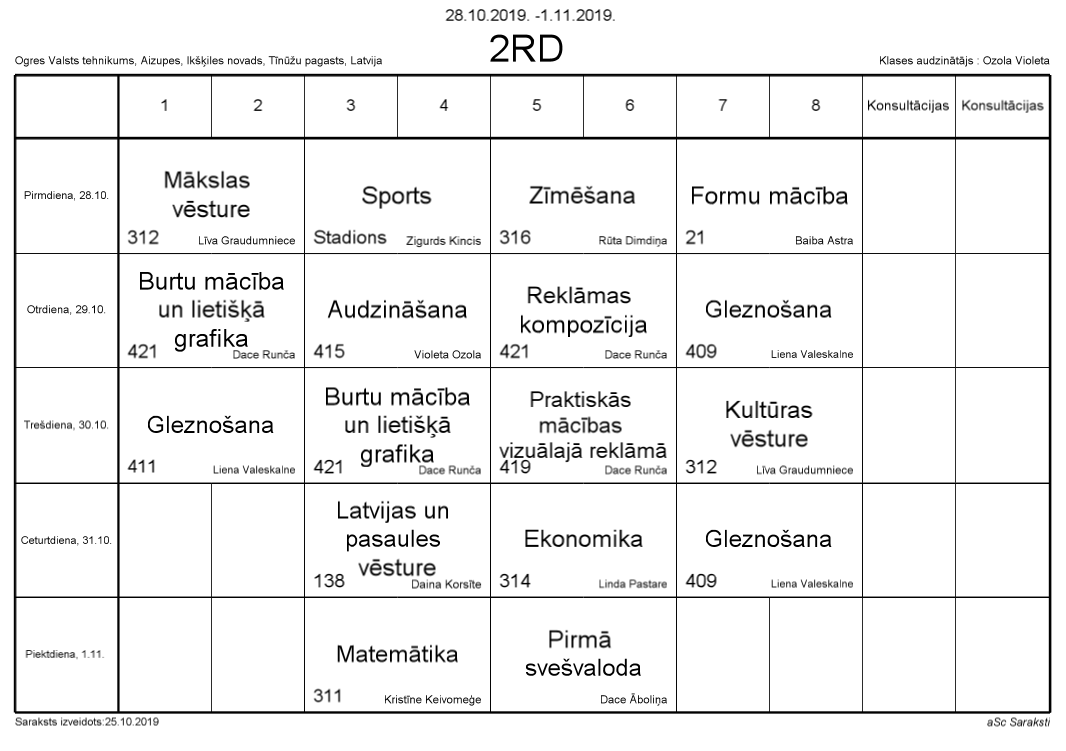 28.10.2019. -1.11.2019.
2RD
Ogres Valsts tehnikums, Aizupes, Ikšķiles novads, Tīnūžu pagasts, Latvija
Klases audzinātājs : Ozola Violeta
1 2 3 4 5 6 7 8 Konsultācijas Konsultācijas
Pirmdiena, 28.10.
Mākslas
vēsture
312 Līva Graudumniece
Sports
Stadions Zigurds Kincis
Zīmēšana
316 Rūta Dimdiņa
Formu mācība
21 Baiba Astra
Otrdiena, 29.10.
Burtu mācība
un lietišķā
grafika
421 Dace Runča
Audzināšana
415 Violeta Ozola
Reklāmas
kompozīcija
421 Dace Runča
Gleznošana
409 Liena Valeskalne
Trešdiena, 30.10.
Gleznošana
411 Liena Valeskalne
Burtu mācība
un lietišķā
grafika
421 Dace Runča
Praktiskās
mācības
vizuālajā reklāmā
419 Dace Runča
Kultūras
vēsture
312 Līva Graudumniece
Ceturtdiena, 31.10.
Latvijas un
pasaules
vēsture
138 Daina Korsīte
Ekonomika
314 Linda Pastare
Gleznošana
409 Liena Valeskalne
Piektdiena, 1.11.
Matemātika
311 Kristīne Keivomeģe
Pirmā
svešvaloda
Dace Āboliņa
Saraksts izveidots:25.10.2019
aSc Saraksti